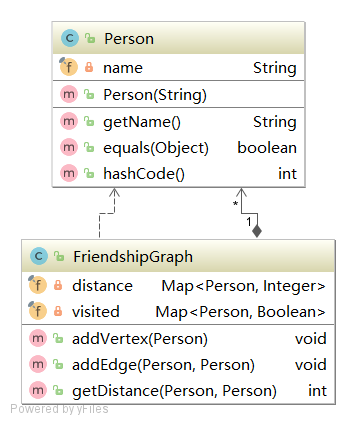 C Person
f name String
m Person(String)
m getName() String
m equals(Object) boolean
m hashCode() int
*
1
C FriendshipGraph
f distance Map<Person, Integer>
f visited Map<Person, Boolean>
m addVertex(Person) void
m addEdge(Person, Person) void
m getDistance(Person, Person) int
Powered by yFiles